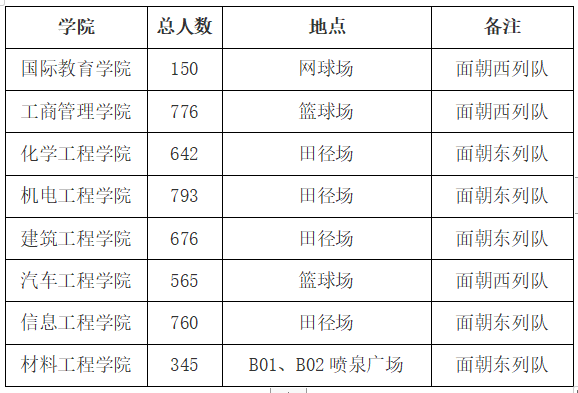 学院 总人数 地点 备注
国际教育学院 150 网球场 面朝西列队
工商管理学院 776 篮球场 面朝西列队
化学工程学院 642 田径场 面朝东列队
机电工程学院 793 田径场 面朝东列队
建筑工程学院 676 田径场 面朝东列队
汽车工程学院 565 篮球场 面朝西列队
信息工程学院 760 田径场 面朝东列队
材料工程学院 345 B01、B02 喷泉广场 面朝东列队